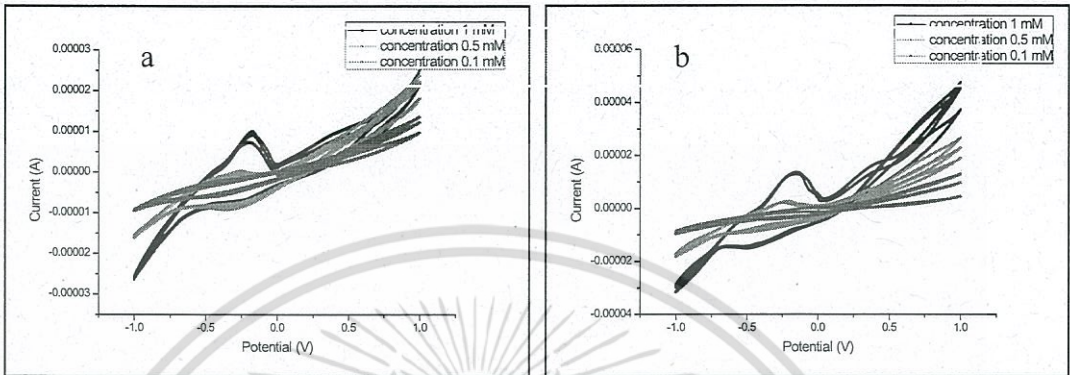 a
concentration 1 mM
concentration 0.5 mM
concentration 0.1 mM
0.00003
0.00002
0.00001
0.00000
-0.00001
-0.00002
-0.00003
Current (A)
-1.0
-0.5
0.0
0.5
1.0
Potential (V)
b
concentration 1 mM
concentration 0.5 mM
concentration 0.1 mM
0.00006
0.00004
0.00002
0.00000
-0.00002
-0.00004
Current (A)
-1.0
-0.5
0.0
0.5
1.0
Potential (V)